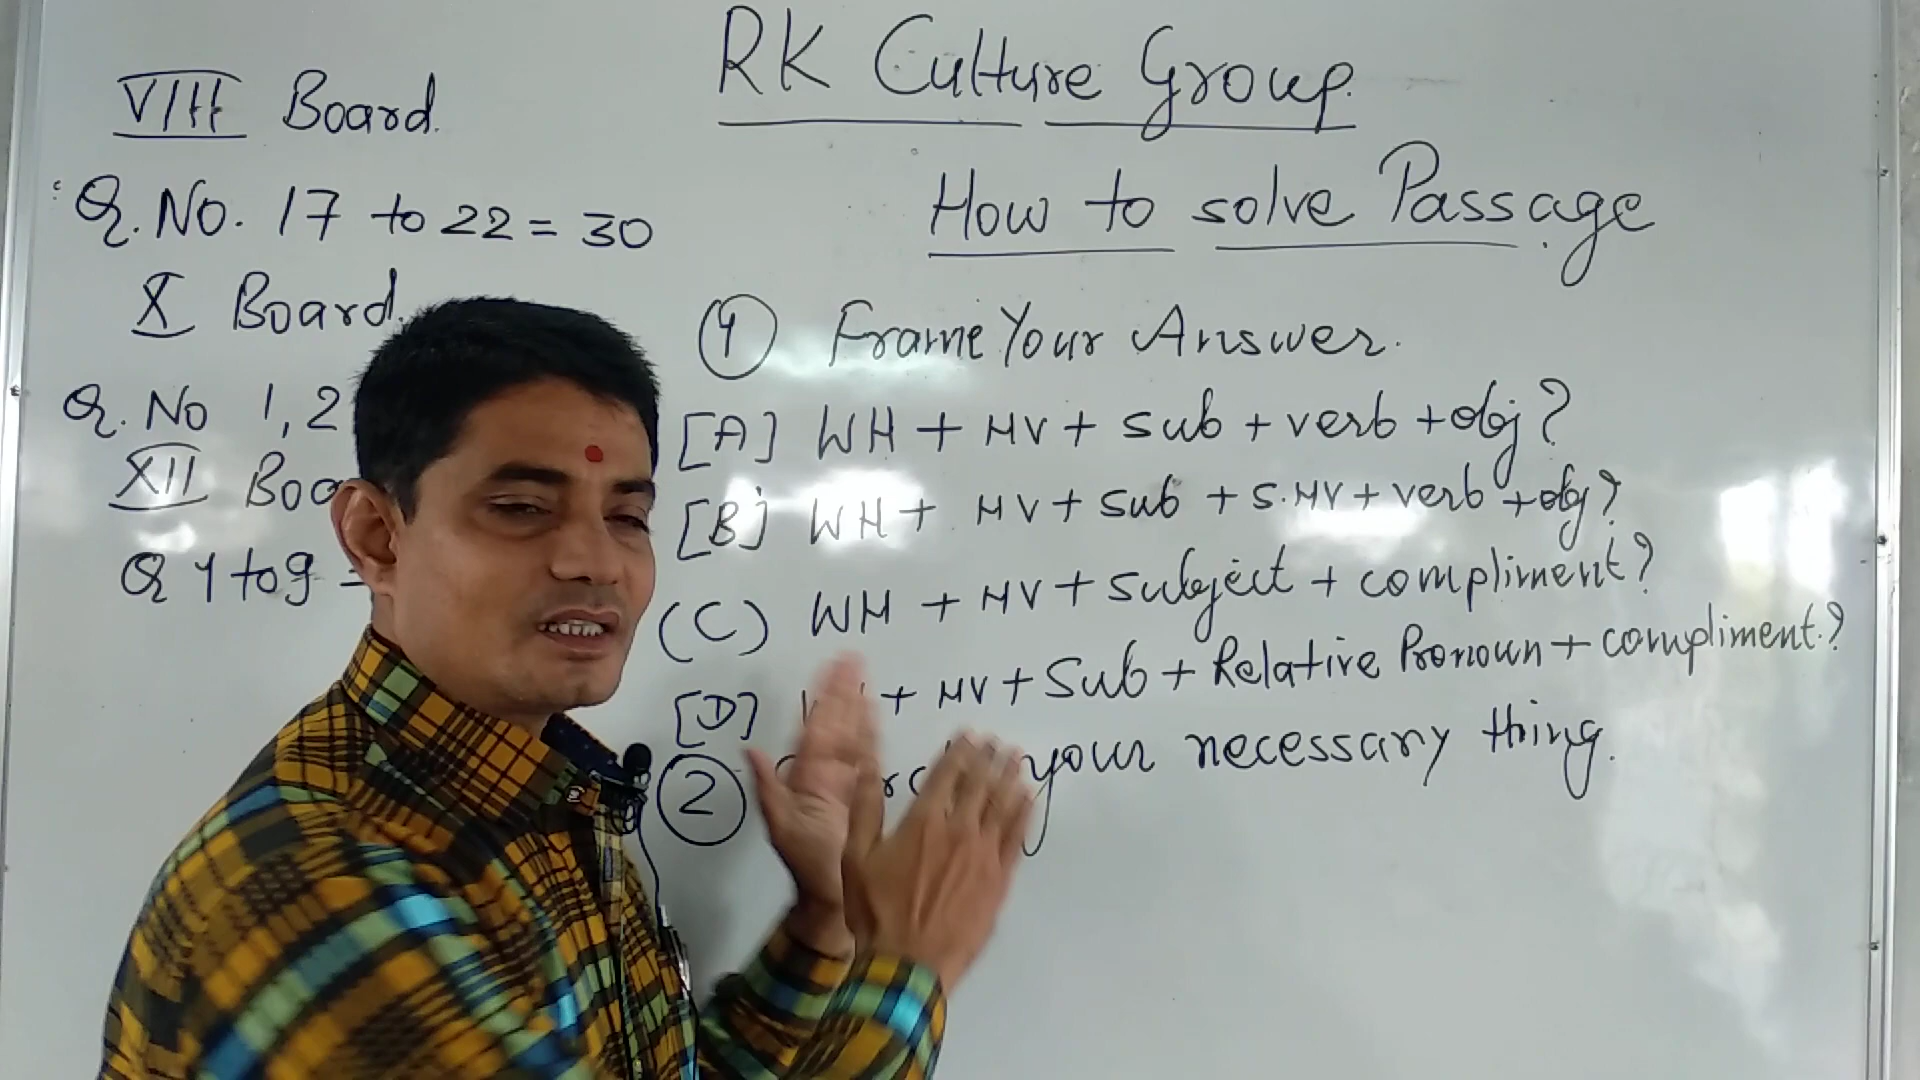 RK Culture Group.
How to solve Passage
VIII Board.
Q. No. 17 to 22 = 30
X Board.
Q. No 1, 2
XII
Q 1 to 9 =
① Frame Your Answer.
[A] WH + HV + sub + verb + obj?
[B] WH + HV + sub + S.HV + verb + obj?
(C) WH + HV + subject + compliment?
[D] + HV + Sub + Relative Pronoun + compliment.?
② your necessary thing.